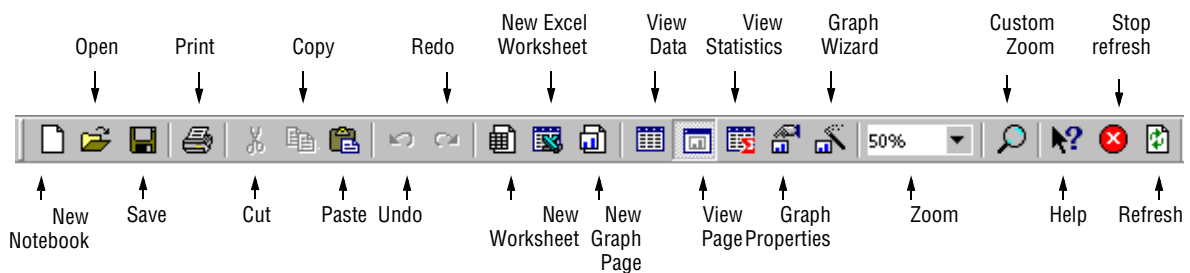 Open
Print
Copy
Redo
New Excel
Worksheet
View
Data
View
Statistics
Graph
Wizard
Custom
Zoom
Stop
refresh
50%
New
Notebook
Save
Cut
Paste
Undo
New
Worksheet
New
Graph
Page
View
Page
Graph
Properties
Zoom
Help
Refresh